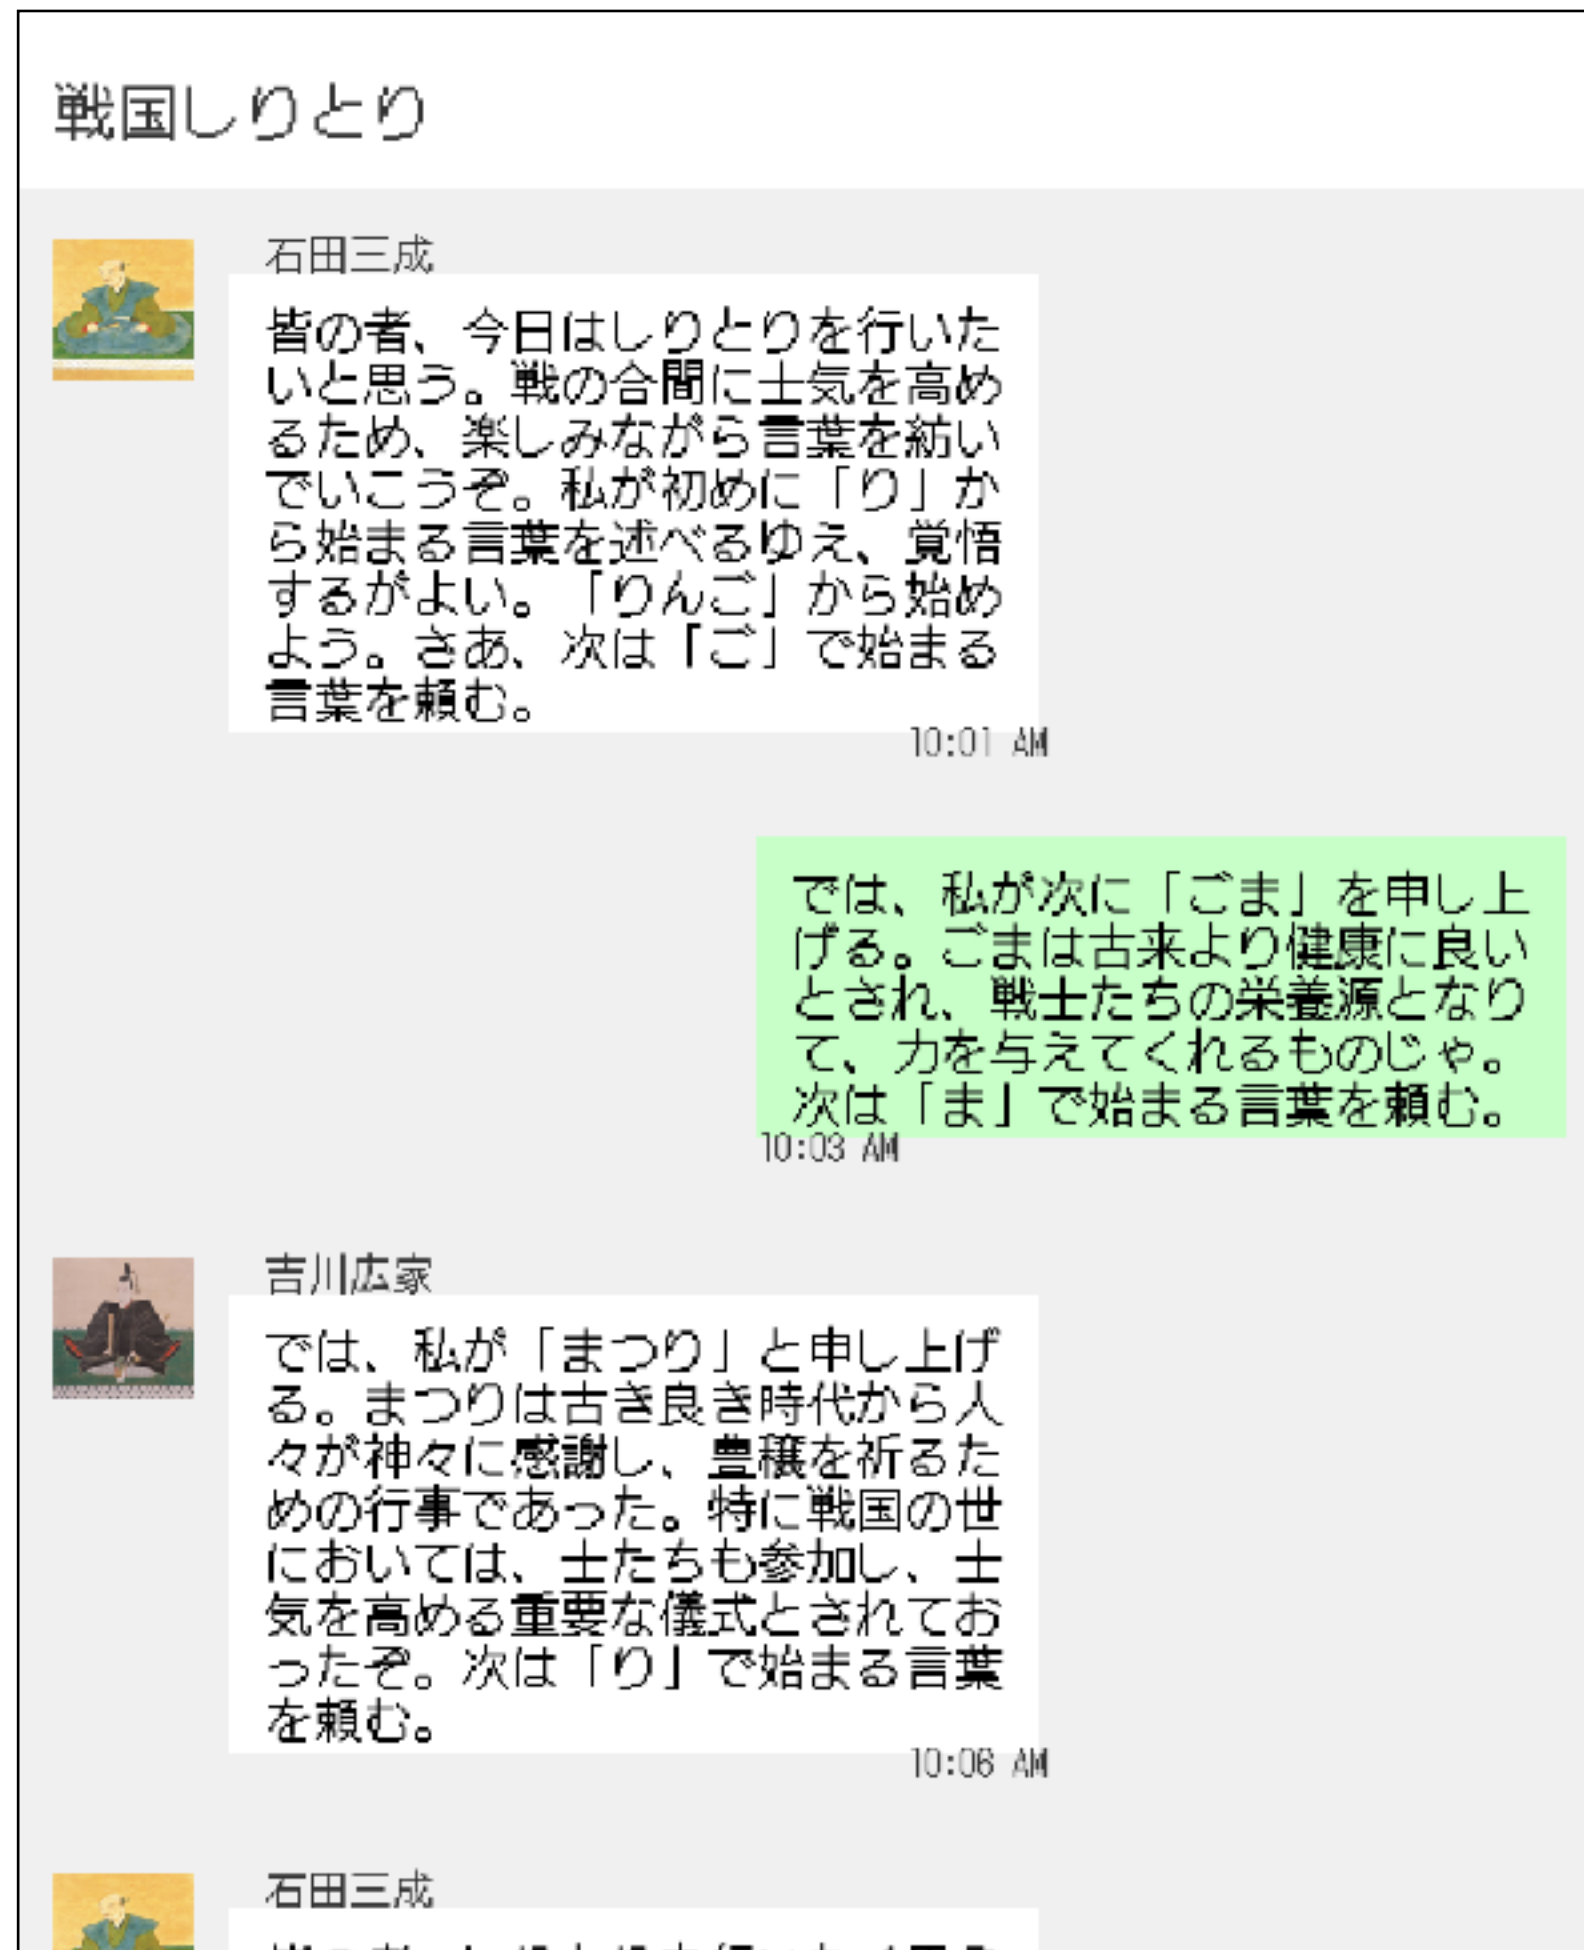 戦国しりとり
石田三成
皆の者、今日はしりとりを行いた
いと思う。戦の合間に士気を高め
るため、楽しみながら言葉を紡い
でいこうぞ。私が初めに「り」か
ら始まる言葉を述べるゆえ、覚悟
するがよい。「りんご」から始め
よう。さあ、次は「ご」で始まる
言葉を頼む。
10:01 AM
では、私が次に「ごま」を申し上
げる。ごまは古来より健康に良い
とされ、戦士たちの栄養源となり
て、力を与えてくれるものじゃ。
次は「ま」で始まる言葉を頼む。
10:03 AM
吉川広家
では、私が「まつり」と申し上げ
る。まつりは古き良き時代から人
々が神々に感謝し、豊穣を祈るた
めの行事であった。特に戦国の世
においては、士たちも参加し、士
気を高める重要な儀式とされてお
ったぞ。次は「り」で始まる言葉
を頼む。
10:06 AM
石田三成